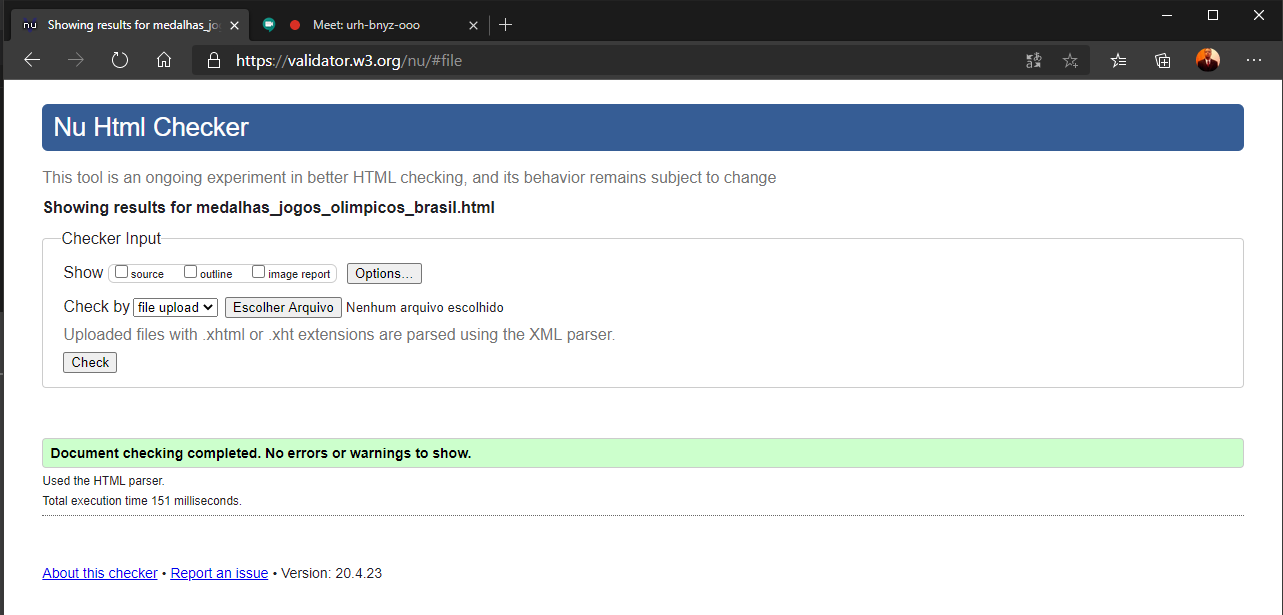 nu Showing results for medalhas_jo
Meet: urh-bnyz-ooo
https://validator.w3.org/nu/#file
Nu Html Checker
This tool is an ongoing experiment in better HTML checking, and its behavior remains subject to change
Showing results for medalhas_jogos_olimpicos_brasil.html
Checker Input
Show source outline image report Options...
Check by file upload Escolher Arquivo Nenhum arquivo escolhido
Uploaded files with .xhtml or .xht extensions are parsed using the XML parser.
Check
Document checking completed. No errors or warnings to show.
Used the HTML parser.
Total execution time 151 milliseconds.
About this checker • Report an issue • Version: 20.4.23